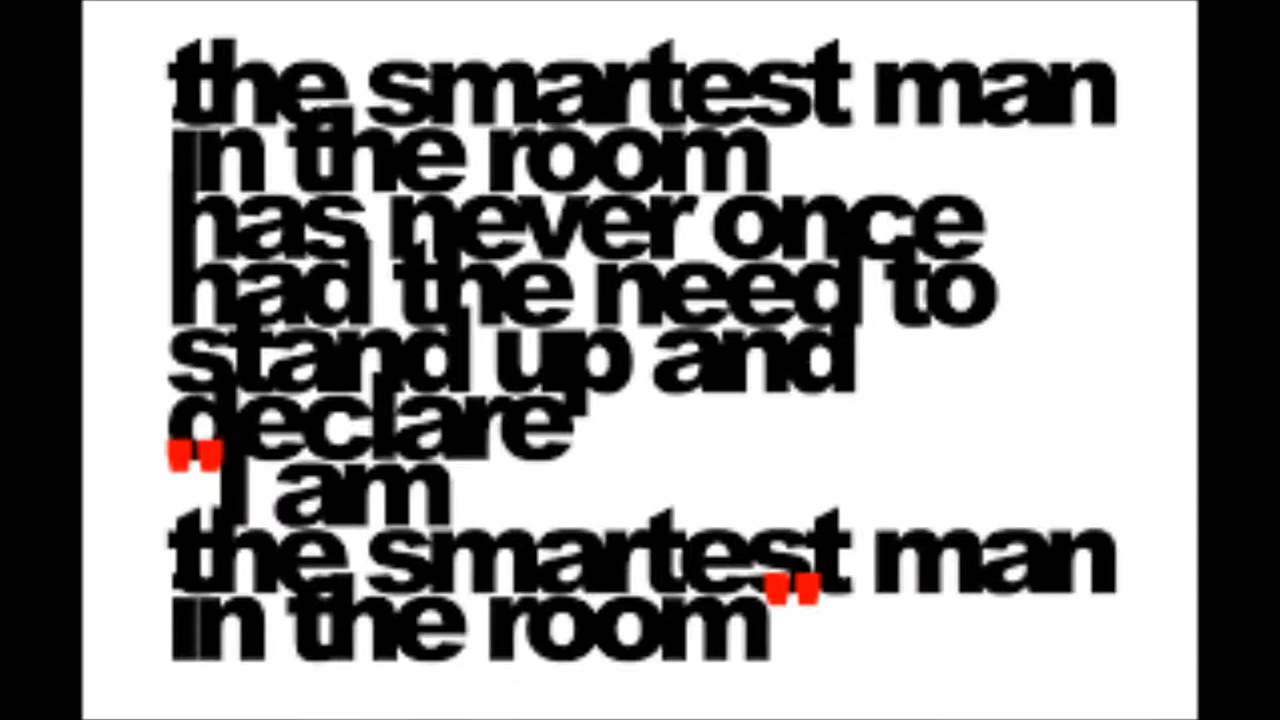 the smartest man
in the room
has never once
had the need to
stand up and
declare
"I am
the smartest man
in the room"